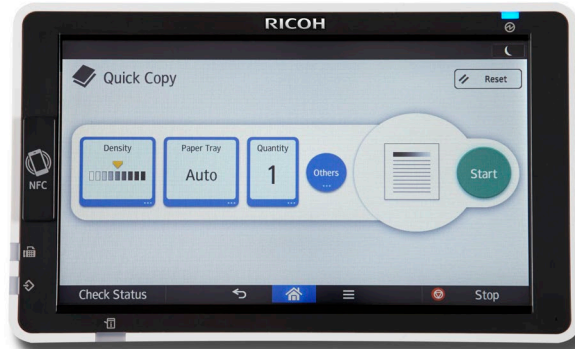 RICOH
Quick Copy
Reset
Density
Paper Tray
Auto
Quantity
1
Others
...
Start
NFC
Check Status
Stop